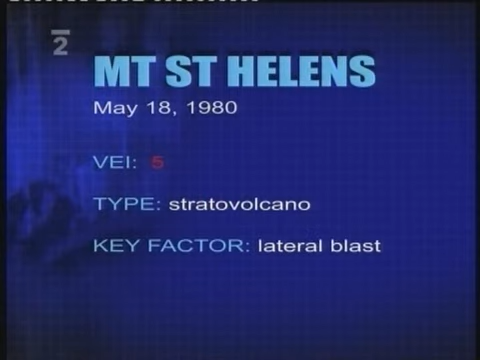 2
MT ST HELENS
May 18, 1980
VEI: 5
TYPE: stratovolcano
KEY FACTOR: lateral blast